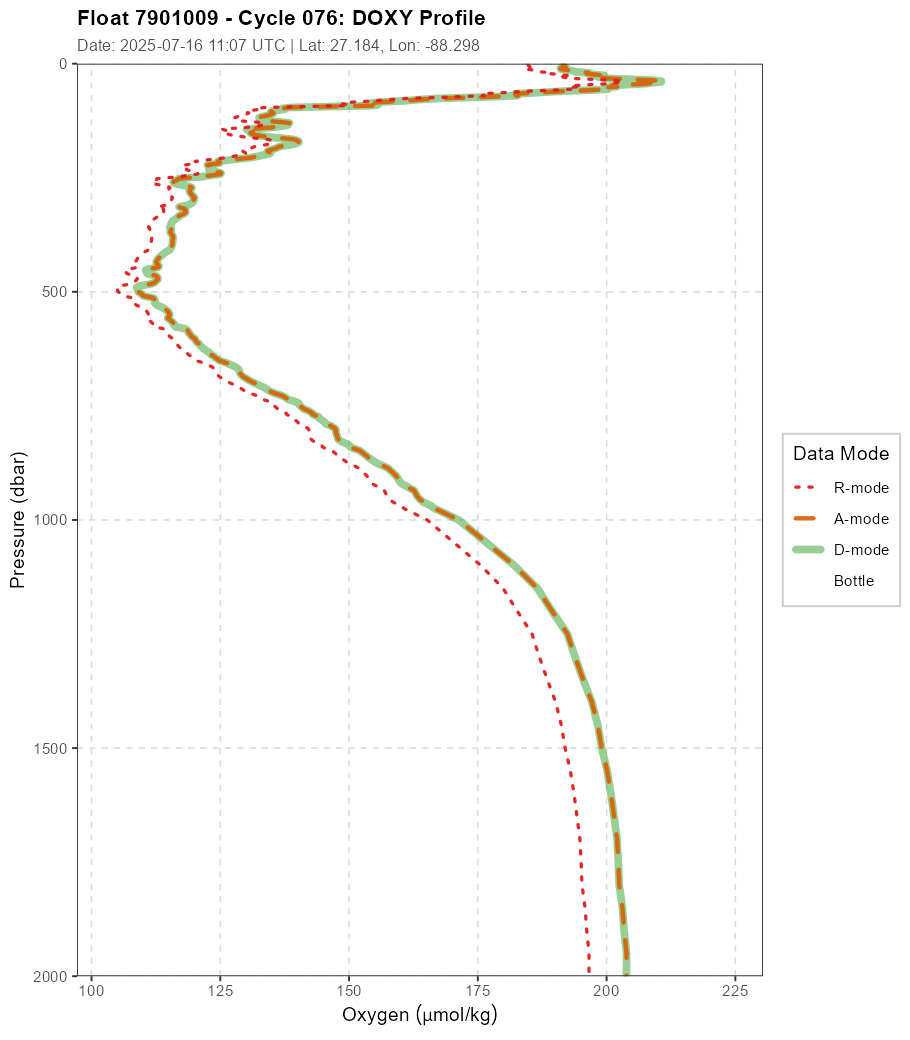 Float 7901009 - Cycle 076: DOXY Profile
Date: 2025-07-16 11:07 UTC | Lat: 27.184, Lon: -88.298
0
500
1000
1500
2000
Pressure (dbar)
100 125 150 175 200 225
Oxygen (μmol/kg)
Data Mode
R-mode
A-mode
D-mode
Bottle